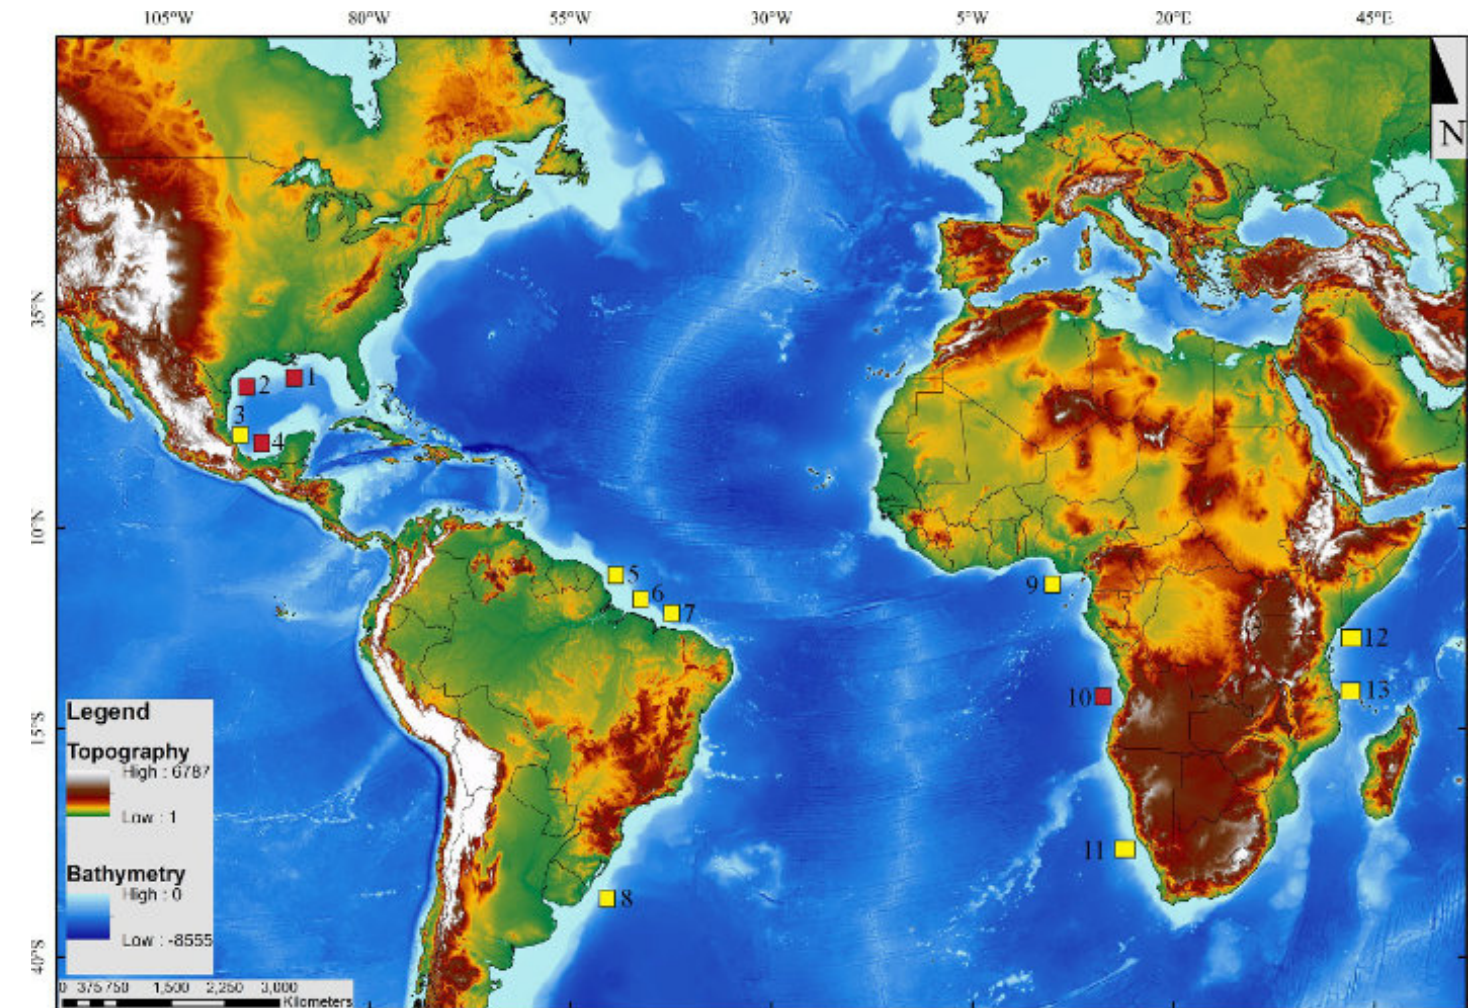 105°W 80°W 55°W 30°W 5°W 20°E 45°E
N
35°N
10°N
15°S
40°S
1
2
3
4
5
6
7
8
9
10
11
12
13
Legend
Topography
High : 6787
Low : 1
Bathymetry
High : 0
Low : -8555
0 375 750 1,500 2,250 3,000
Kilometers